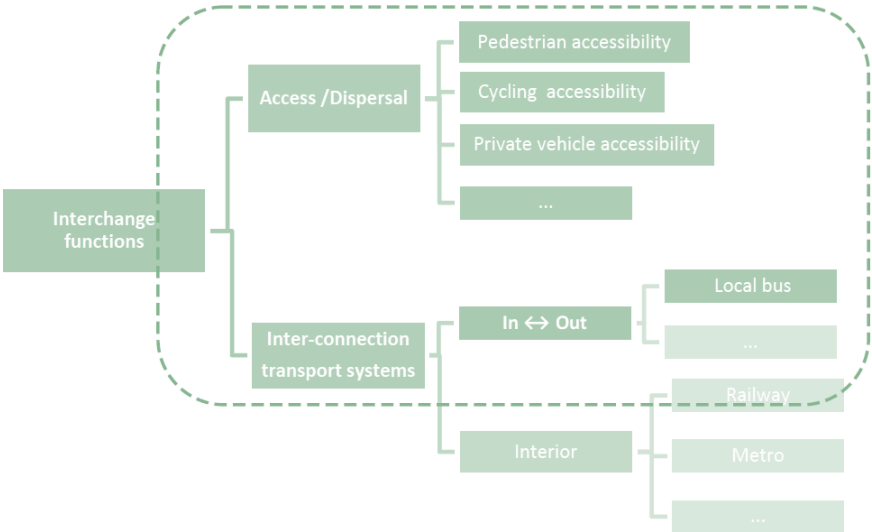 Interchange
functions
Access /Dispersal
Pedestrian accessibility
Cycling  accessibility
Private vehicle accessibility
...
Inter-connection
transport systems
In ↔ Out
Local bus
...
Interior
Railway
Metro
...